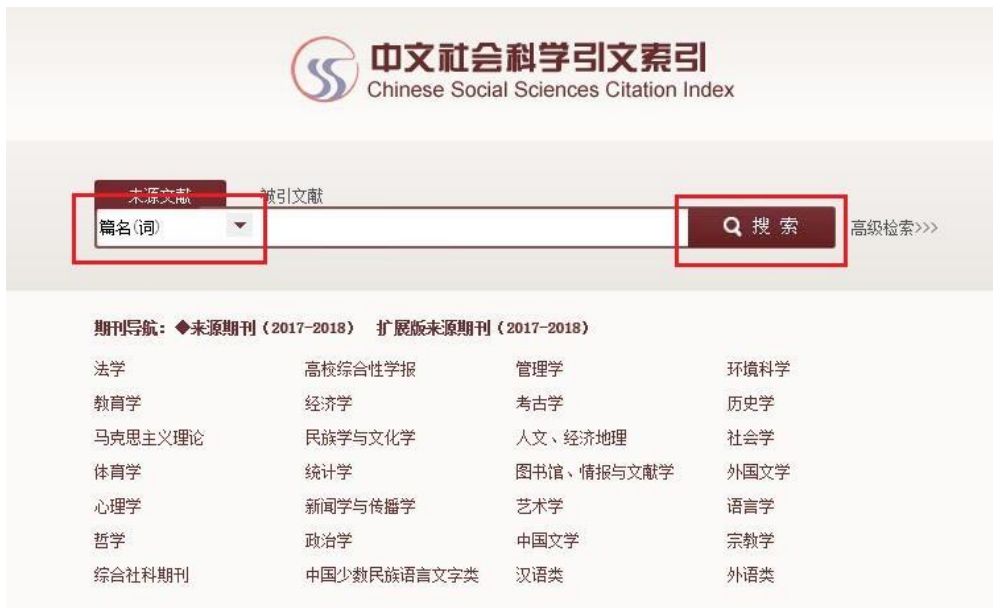 中文社会科学引文索引
Chinese Social Sciences Citation Index
来源文献 被引文献
篇名(词) 搜索 高级检索>>>
期刊导航：◆来源期刊（2017-2018） 扩展版来源期刊（2017-2018）
法学 高校综合性学报 管理学 环境科学
教育学 经济学 考古学 历史学
马克思主义理论 民族学与文化学 人文、经济地理 社会学
体育学 统计学 图书馆、情报与文献学 外国文学
心理学 新闻学与传播学 艺术学 语言学
哲学 政治学 中国文学 宗教学
综合社科期刊 中国少数民族语言文字类 汉语类 外语类